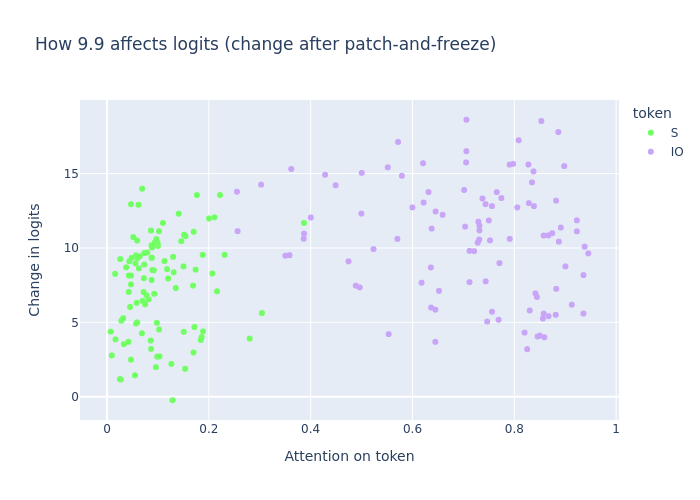 How 9.9 affects logits (change after patch-and-freeze)
token
S
IO
Change in logits
15
10
5
0
0
0.2
0.4
0.6
0.8
1
Attention on token